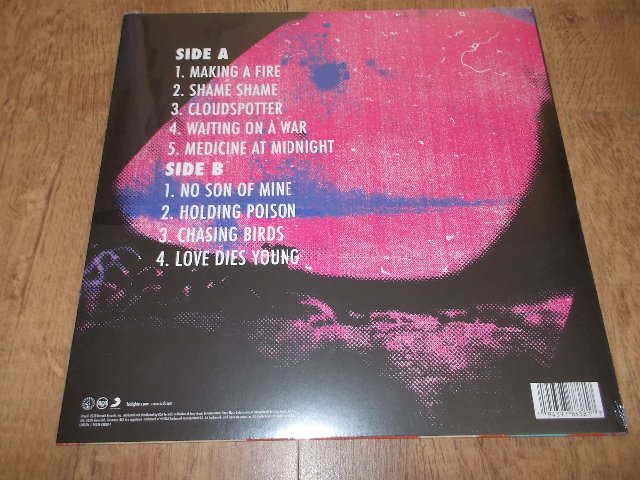 SIDE A
1. MAKING A FIRE
2. SHAME SHAME
3. CLOUDSPOTTER
4. WAITING ON A WAR
5. MEDICINE AT MIDNIGHT
SIDE B
1. NO SON OF MINE
2. HOLDING POISON
3. CHASING BIRDS
4. LOVE DIES YOUNG
RCA